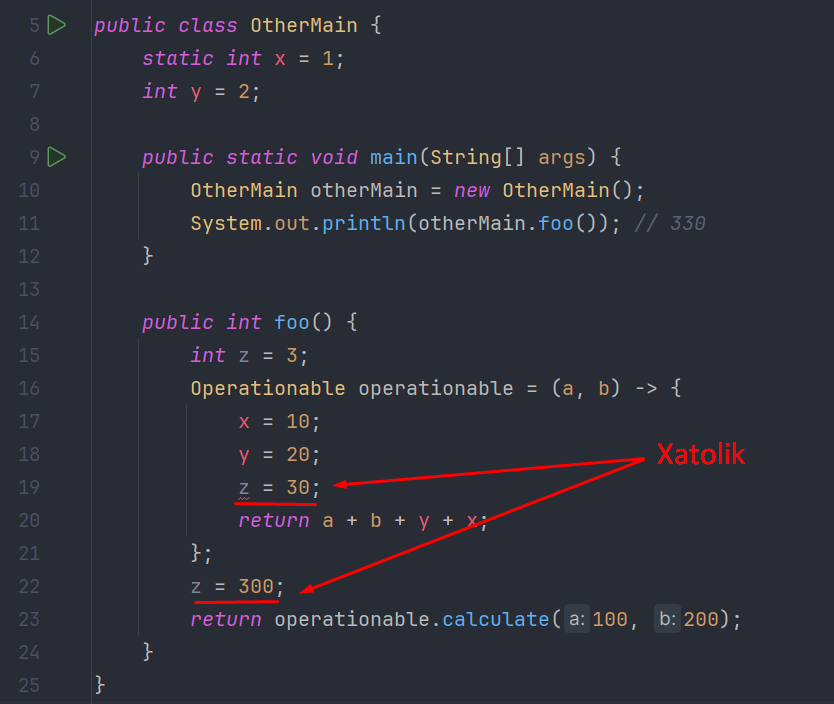 5 public class OtherMain {
6 static int x = 1;
7 int y = 2;
8
9 public static void main(String[] args) {
10 OtherMain otherMain = new OtherMain();
11 System.out.println(otherMain.foo()); // 330
12 }
13
14 public int foo() {
15 int z = 3;
16 Operationable operationable = (a, b) -> {
17 x = 10;
18 y = 20;
Xatolik
19 z = 30;
20 return a + b + y + x;
21 };
22 z = 300;
23 return operationable.calculate( a: 100, b: 200);
24 }
25 }